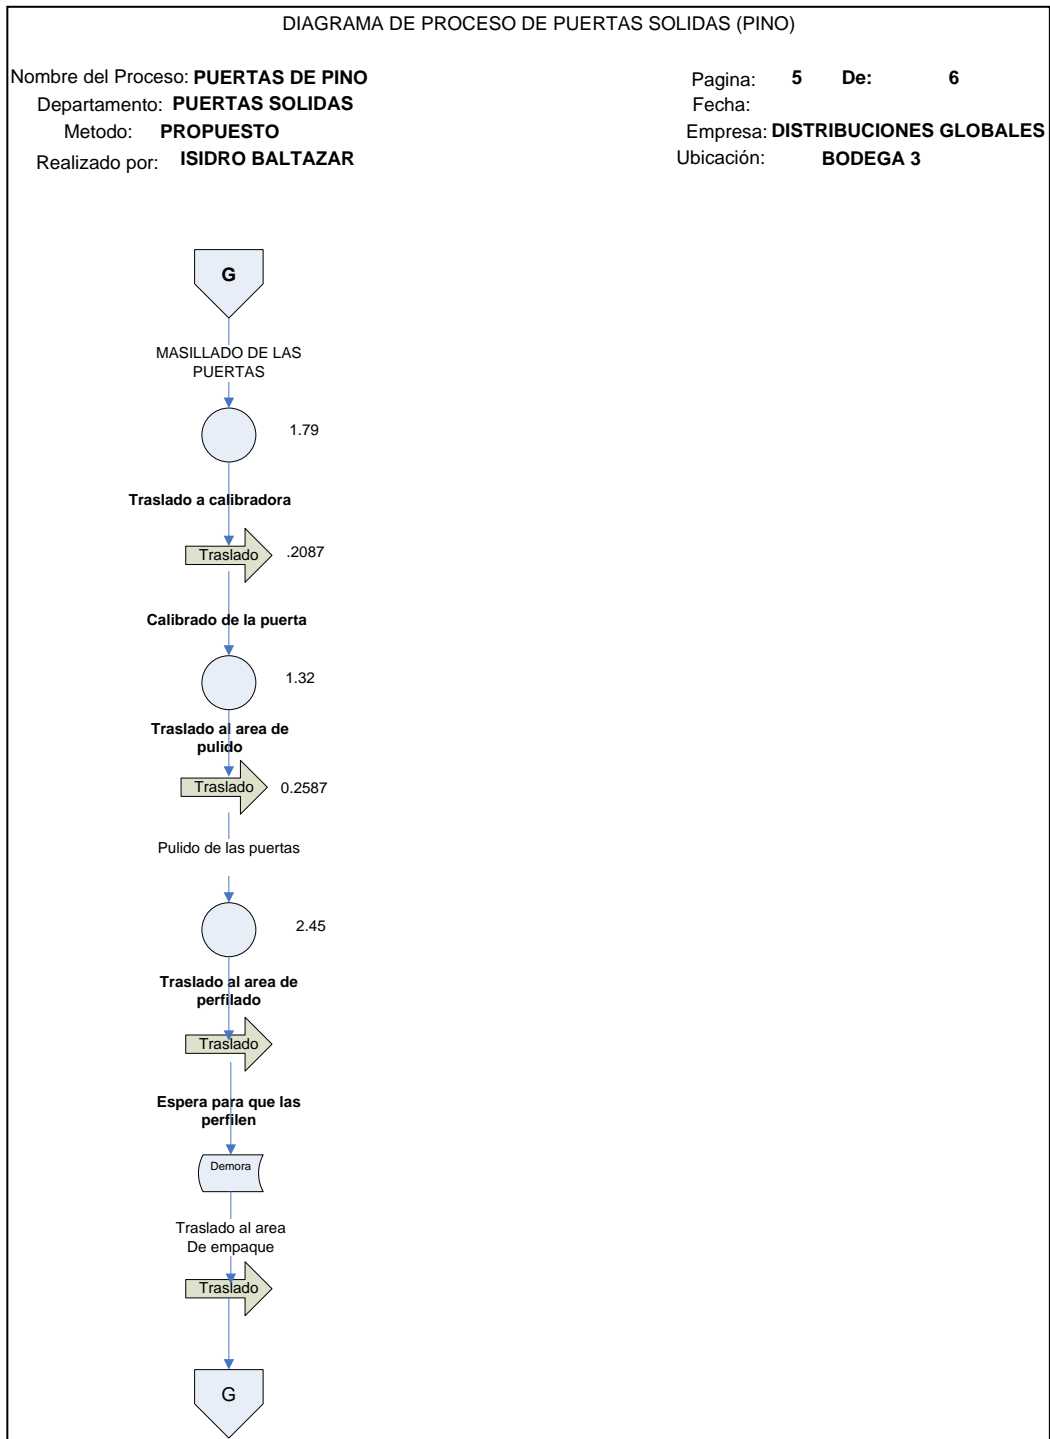 DIAGRAMA DE PROCESO DE PUERTAS SOLIDAS (PINO)
Nombre del Proceso: PUERTAS DE PINO
Departamento: PUERTAS SOLIDAS
Metodo: PROPUESTO
Realizado por: ISIDRO BALTAZAR
Pagina: 5 De: 6
Fecha:
Empresa: DISTRIBUCIONES GLOBALES
Ubicación: BODEGA 3
G
MASILLADO DE LAS
PUERTAS
1.79
Traslado a calibradora
Traslado .2087
Calibrado de la puerta
1.32
Traslado al area de
pulido
Traslado 0.2587
Pulido de las puertas
2.45
Traslado al area de
perfilado
Traslado
Espera para que las
perfilen
Demora
Traslado al area
De empaque
Traslado
G